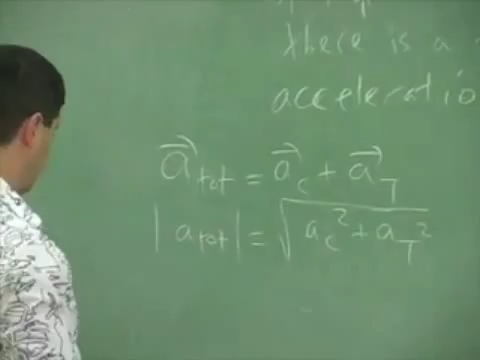 there is a
acceleratio
a⃗tot = a⃗c + a⃗T
|atot| = √(ac² + aT²)